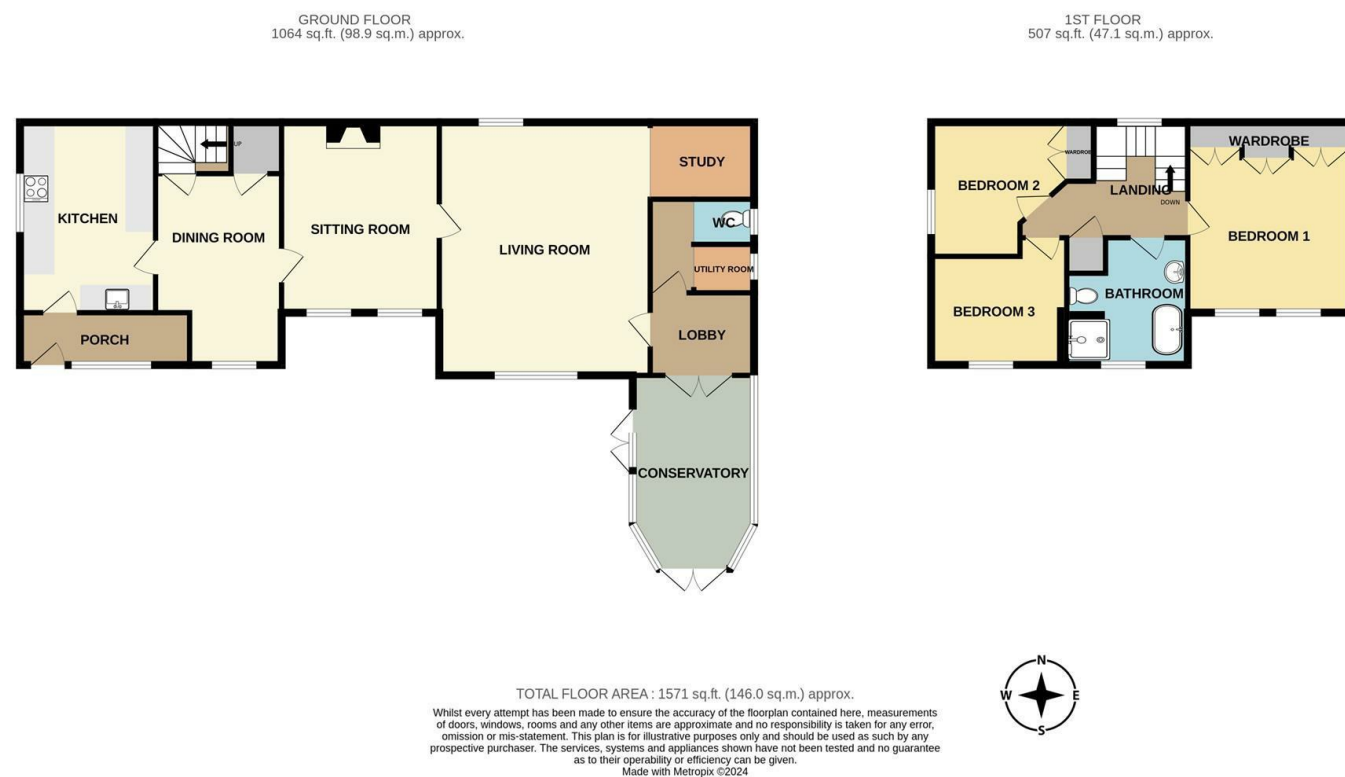 GROUND FLOOR
1064 sq.ft. (98.9 sq.m.) approx.
1ST FLOOR
507 sq.ft. (47.1 sq.m.) approx.
KITCHEN
DINING ROOM
UP
SITTING ROOM
LIVING ROOM
STUDY
WC
UTILITY ROOM
LOBBY
PORCH
CONSERVATORY
BEDROOM 2
WARDROBE
LANDING
DOWN
WARDROBE
BEDROOM 1
BEDROOM 3
BATHROOM
N
W
E
S
TOTAL FLOOR AREA : 1571 sq.ft. (146.0 sq.m.) approx.
Whilst every attempt has been made to ensure the accuracy of the floorplan contained here, measurements
of doors, windows, rooms and any other items are approximate and no responsibility is taken for any error,
omission or mis-statement. This plan is for illustrative purposes only and should be used as such by any
prospective purchaser. The services, systems and appliances shown have not been tested and no guarantee
as to their operability or efficiency can be given.
Made with Metropix ©2024